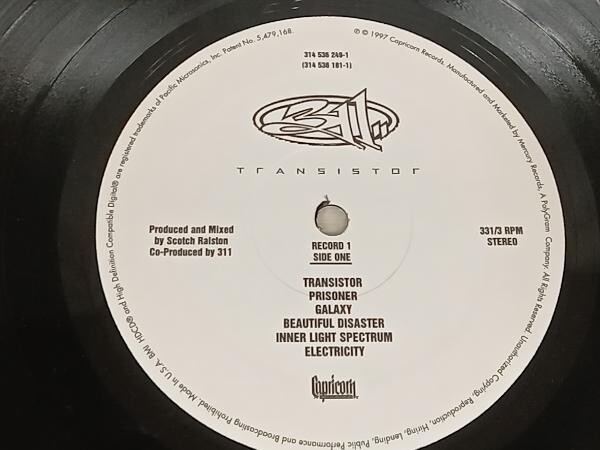 314 536 249-1
(314 536 181-1)
311
TRANSISTOR
Produced and Mixed
by Scotch Ralston
Co-Produced by 311
331/3 RPM
STEREO
RECORD 1
SIDE ONE
TRANSISTOR
PRISONER
GALAXY
BEAUTIFUL DISASTER
INNER LIGHT SPECTRUM
ELECTRICITY
Capricorn
℗ © 1997 Capricorn Records. Manufactured and Marketed by Mercury Records, A PolyGram Company. All Rights Reserved. Unauthorized Copying, Reproduction, Hiring, Lending, Public Performance and Broadcasting Prohibited. Made in U.S.A. BMI HDCD® and High Definition Compatible Digital® are registered trademarks of Pacific Microsonics, Inc. Patent No. 5,479,168.